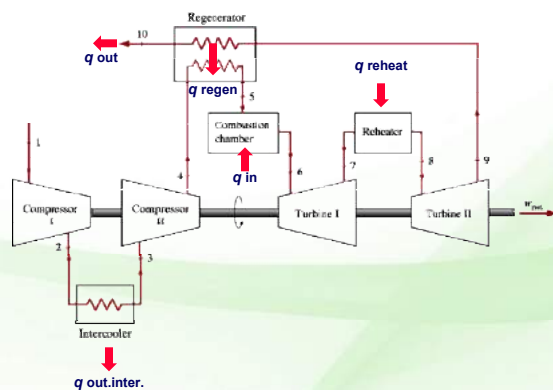 Regenerator
10
q out
q regen
q reheat
5
Combustion
chamber
Reheater
1
4
q in
6
7
8
9
Compressor
I
Compressor
II
Turbine I
Turbine II
w net
2
3
Intercooler
q out.inter.